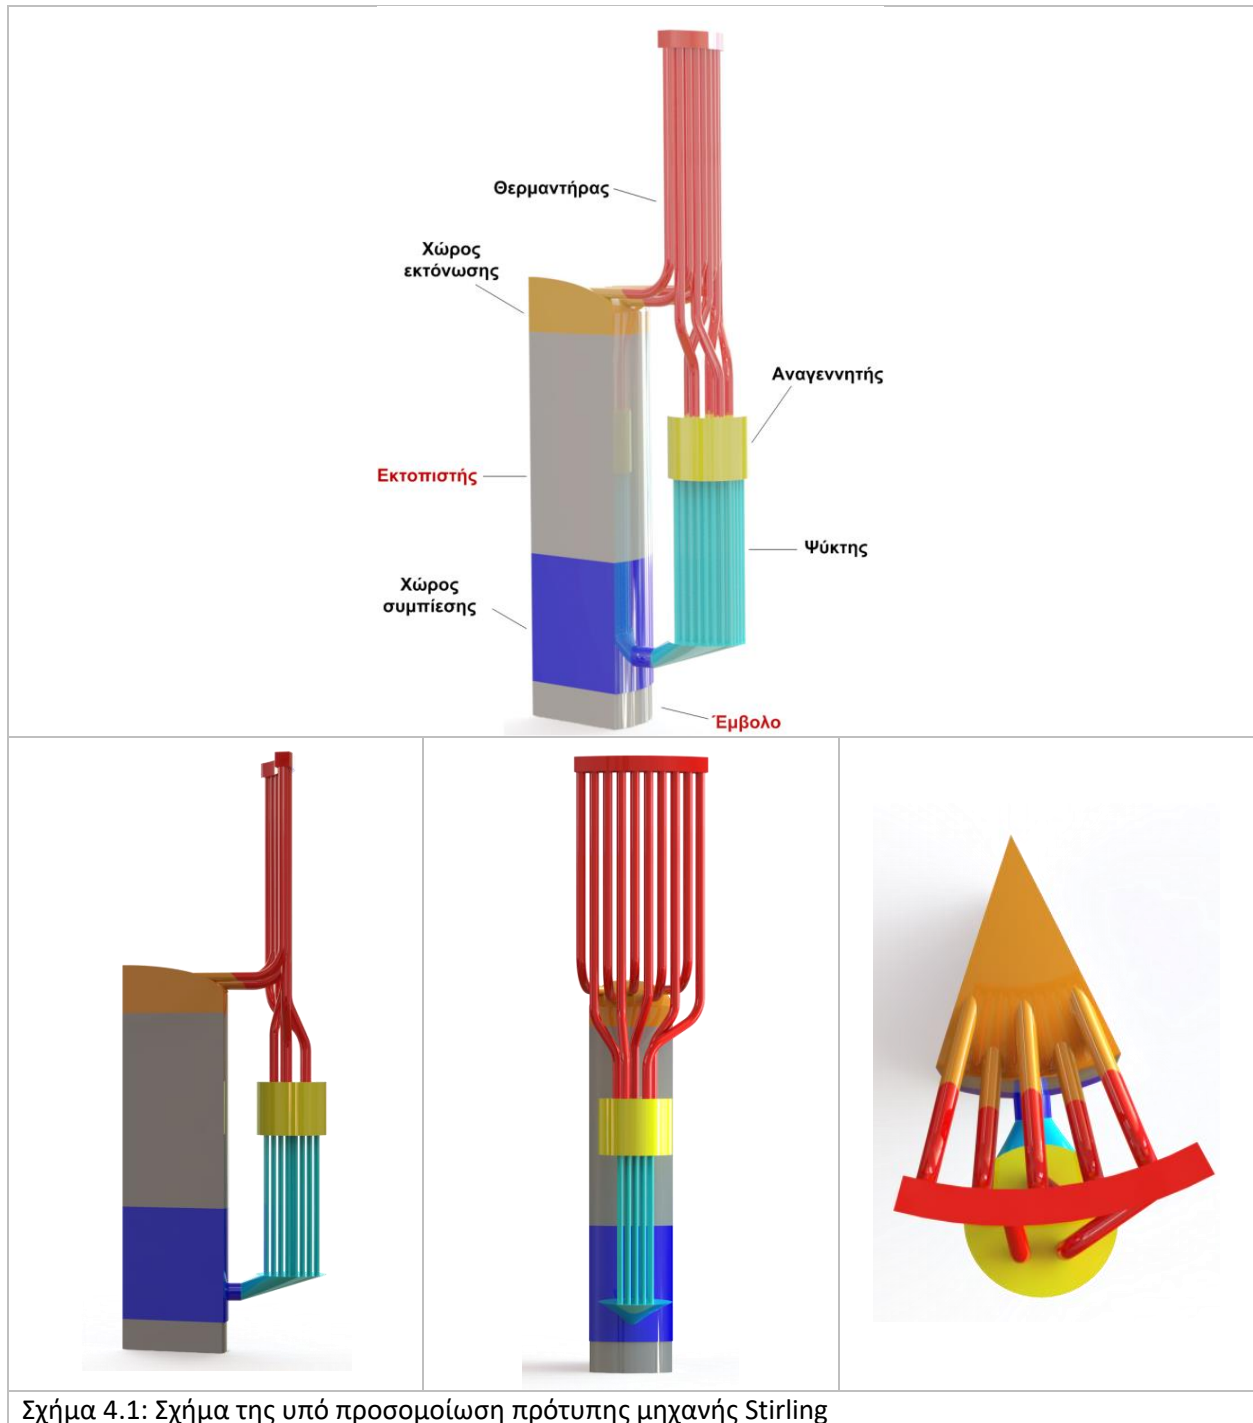 Θερμαντήρας
Χώρος
εκτόνωσης
Αναγεννητής
Εκτοπιστής
Ψύκτης
Χώρος
συμπίεσης
Έμβολο
Σχήμα 4.1: Σχήμα της υπό προσομοίωση πρότυπης μηχανής Stirling